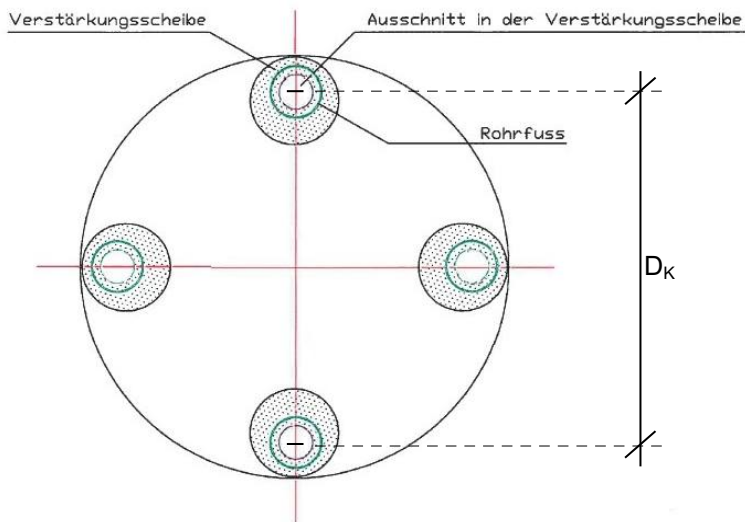 Verstärkungsscheibe
Ausschnitt in der Verstärkungsscheibe
Rohrfuss
DK